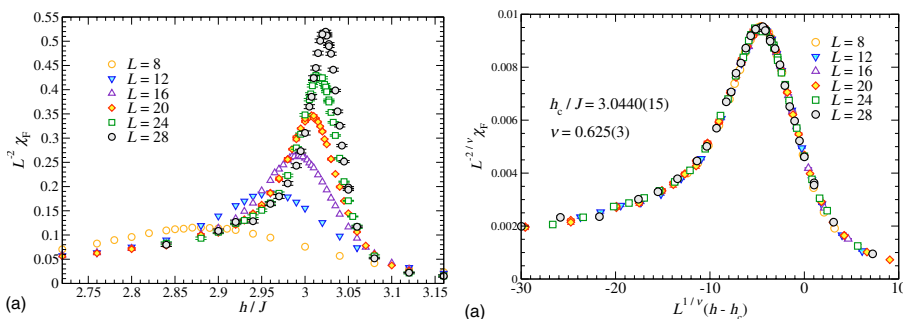 0.55
0.5
0.45
0.4
0.35
0.3
0.25
0.2
0.15
0.1
0.05
0
L⁻² χF
L = 8
L = 12
L = 16
L = 20
L = 24
L = 28
2.75 2.8 2.85 2.9 2.95 3 3.05 3.1 3.15
h / J
(a)
0.01
0.008
0.006
0.004
0.002
0
L⁻²/ᵛ χF
h_c / J = 3.0440(15)
ν = 0.625(3)
L = 8
L = 12
L = 16
L = 20
L = 24
L = 28
-30 -20 -10 0 10
L^{1/ν}(h - h_c)
(a)